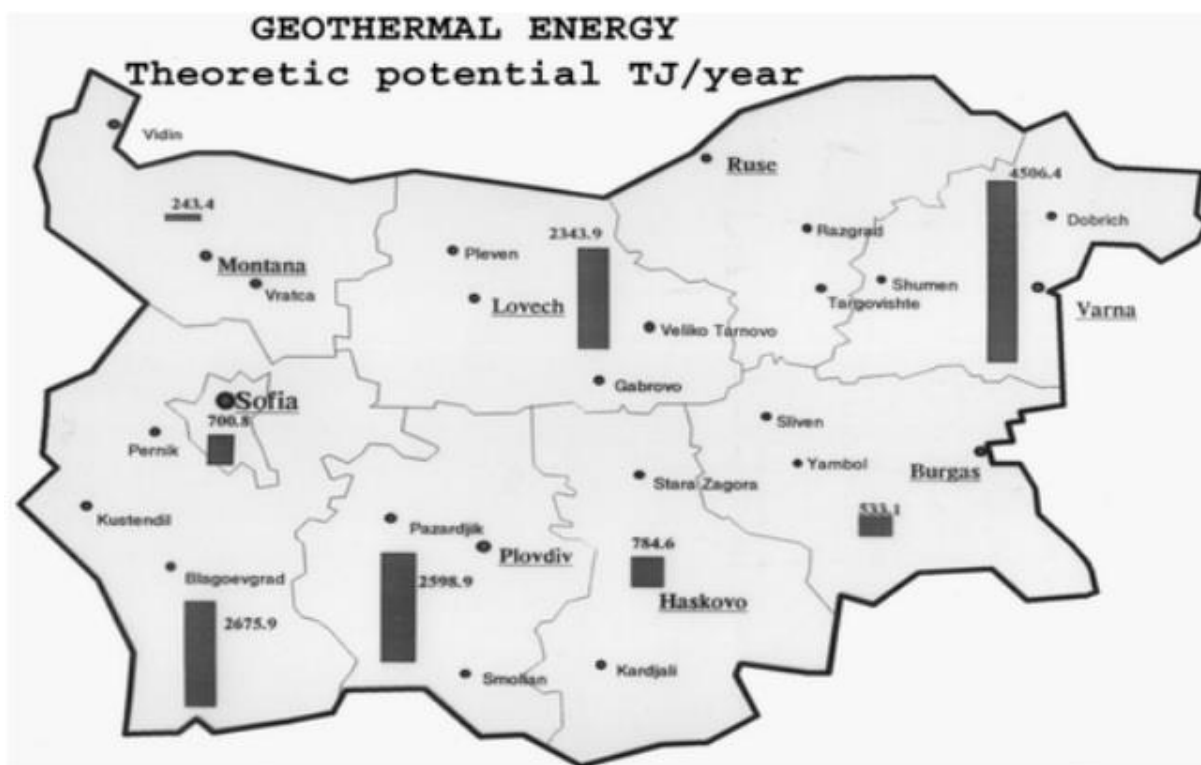 GEOTHERMAL ENERGY
Theoretic potential TJ/year
Vidin
Ruse
4506.4
243.4
Dobrich
Razgrad
2343.9
Pleven
Montana
Vratca
Lovech
Shumen
Targovishte
Varna
Veliko Tarnovo
Gabrovo
Sofia
700.8
Pernik
Sliven
Yambol
Burgas
Stara Zagora
Kustendil
533.1
Pazardjik
784.6
Plovdiv
Blagoevgrad
2598.9
Haskovo
2675.9
Smolian
Kardjali